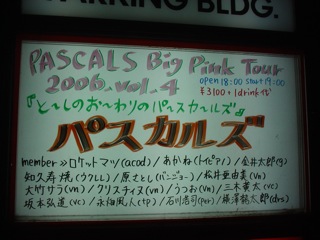 PARKING BLDG.
PASCALS Big Pink Tour
2006. vol. 4
open 18:00 start 19:00
¥3100+1drink代
『と〜しのお〜わりのパ〜スカ〜ルズ』
パスカルズ
member≫ロケットマツ(acod)/あかね(トイピアノ)/金井太郎(g)
知久寿焼(ウクレレ)/原さとし(バンジョー)/松井亜由美(vn)
大竹サラ(vn)/クリスティヌ(vn)/うつお(vn)/三木黄太(vc)
坂本弘道(vc)/永畑風人(tp)/石川浩司(per)/横澤龍太郎(drs)